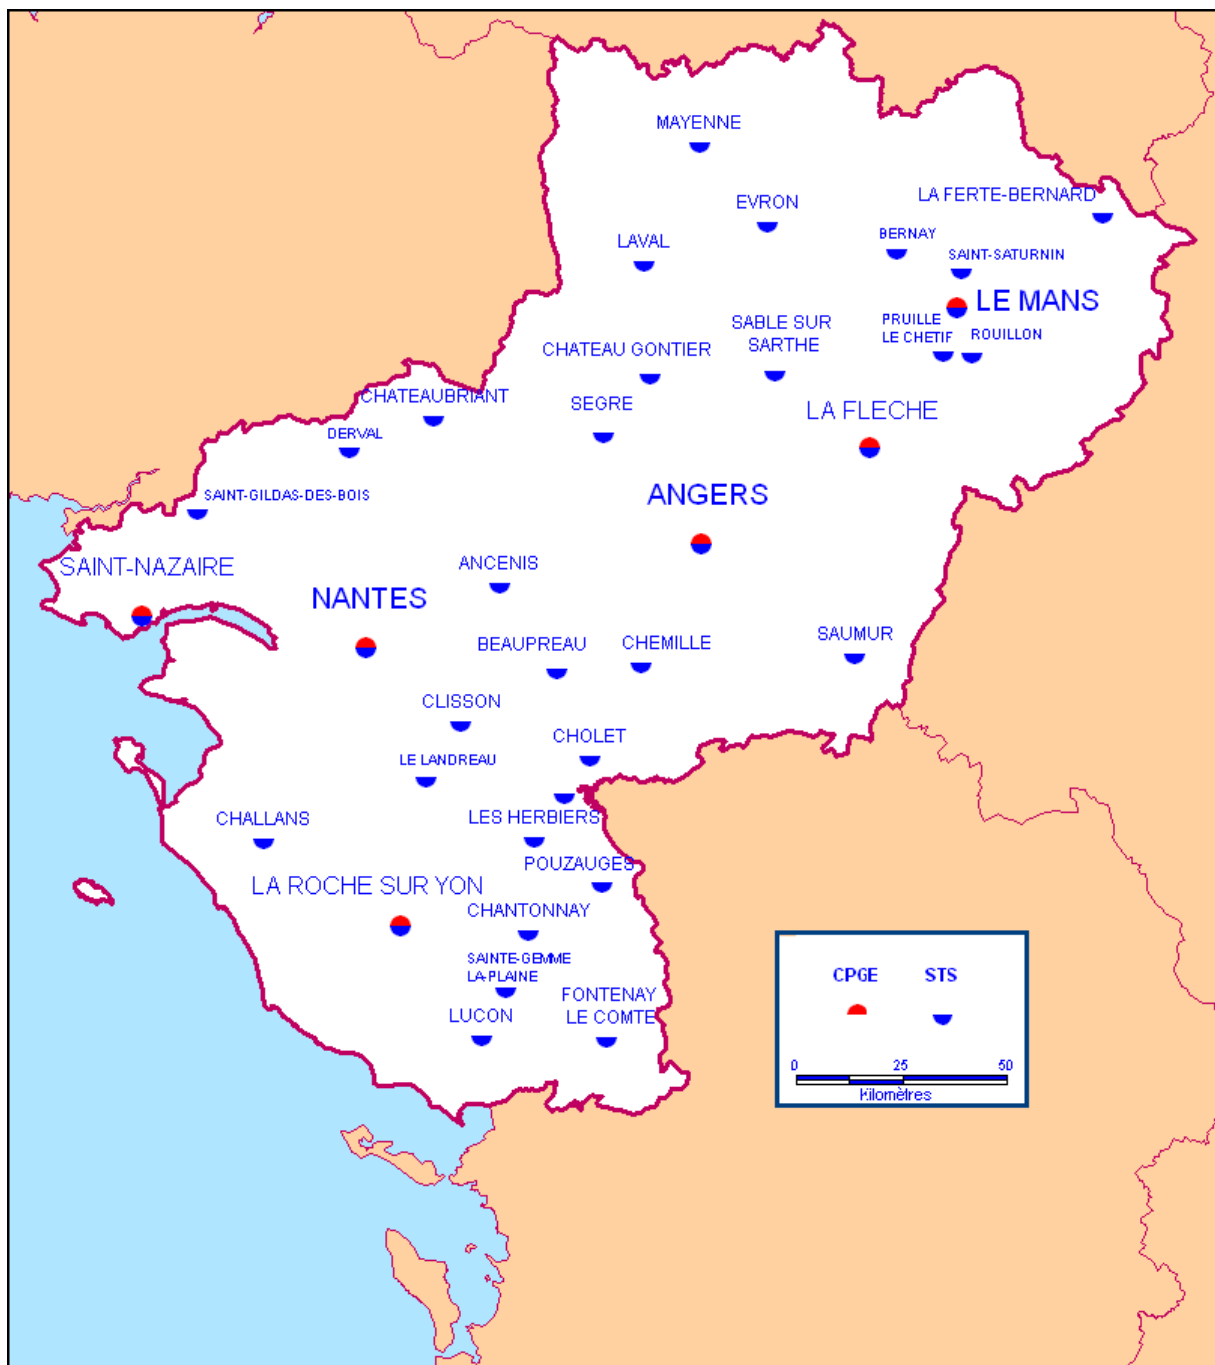 MAYENNE
LA FERTE-BERNARD
EVRON
BERNAY
LAVAL
SAINT-SATURNIN
LE MANS
SABLE SUR
SARTHE
PRUILLE
LE CHETIF
ROUILLON
CHATEAU GONTIER
CHATEAUBRIANT
SEGRE
LA FLECHE
DERVAL
SAINT-GILDAS-DES-BOIS
ANGERS
SAINT-NAZAIRE
ANCENIS
NANTES
BEAUPREAU
CHEMILLE
SAUMUR
CLISSON
CHOLET
LE LANDREAU
CHALLANS
LES HERBIERS
POUZAUGES
LA ROCHE SUR YON
CHANTONNAY
SAINTE-GEMME
LA-PLAINE
FONTENAY
LE COMTE
LUCON
CPGE STS
0 25 50
Kilomètres